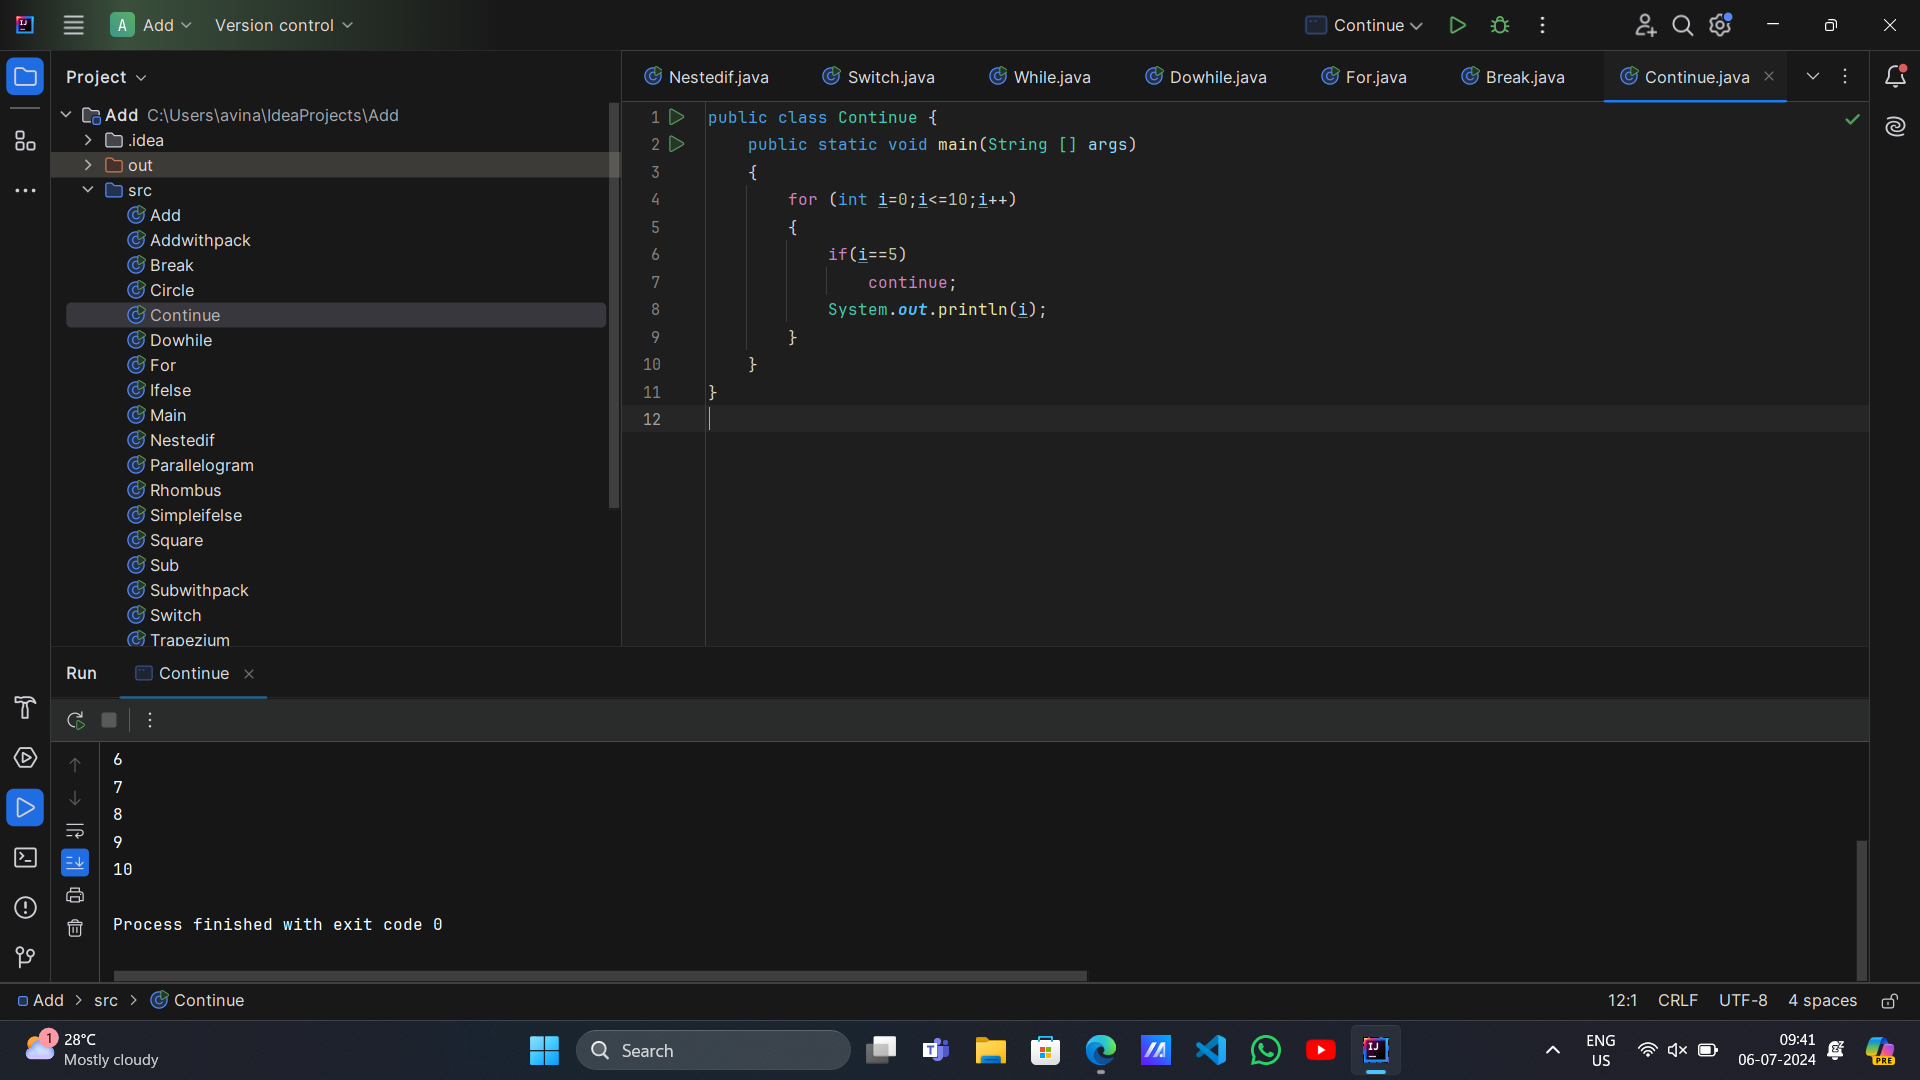 A Add Version control Continue
Project
Add C:\Users\avina\IdeaProjects\Add
.idea
out
src
Add
Addwithpack
Break
Circle
Continue
Dowhile
For
Ifelse
Main
Nestedif
Parallelogram
Rhombus
Simpleifelse
Square
Sub
Subwithpack
Switch
Trapezium
Nestedif.java Switch.java While.java Dowhile.java For.java Break.java Continue.java
1 public class Continue {
2     public static void main(String [] args)
3     {
4         for (int i=0;i<=10;i++)
5         {
6             if(i==5)
7                 continue;
8             System.out.println(i);
9         }
10     }
11 }
12
Run Continue
6
7
8
9
10
Process finished with exit code 0
Add > src > Continue 12:1 CRLF UTF-8 4 spaces
1 28°C
Mostly cloudy
Search
ENG
US
09:41
06-07-2024
PRE